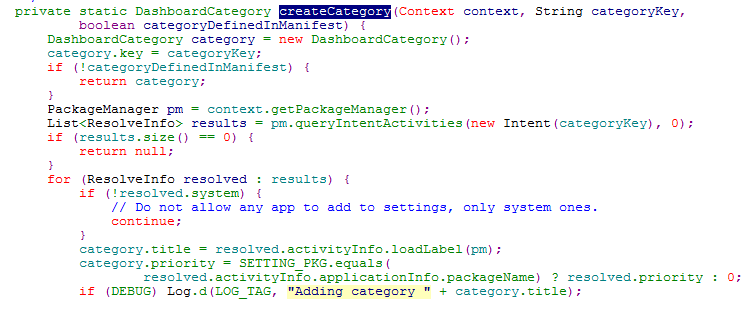 private static DashboardCategory createCategory(Context context, String categoryKey,
        boolean categoryDefinedInManifest) {
    DashboardCategory category = new DashboardCategory();
    category.key = categoryKey;
    if (!categoryDefinedInManifest) {
        return category;
    }
    PackageManager pm = context.getPackageManager();
    List<ResolveInfo> results = pm.queryIntentActivities(new Intent(categoryKey), 0);
    if (results.size() == 0) {
        return null;
    }
    for (ResolveInfo resolved : results) {
        if (!resolved.system) {
            // Do not allow any app to add to settings, only system ones.
            continue;
        }
        category.title = resolved.activityInfo.loadLabel(pm);
        category.priority = SETTING_PKG.equals(
                resolved.activityInfo.applicationInfo.packageName) ? resolved.priority : 0;
        if (DEBUG) Log.d(LOG_TAG, "Adding category " + category.title);